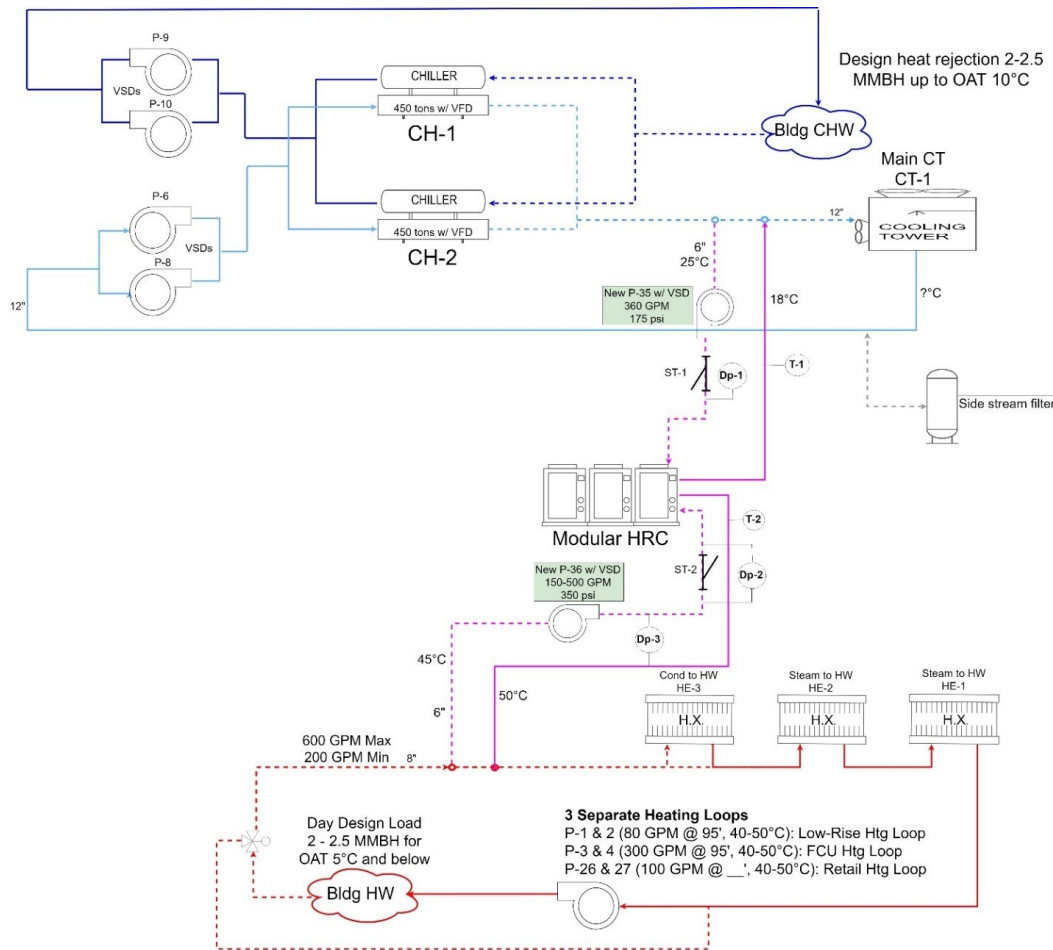 P-9
VSDs
P-10
CHILLER
450 tons w/ VFD
CH-1
Design heat rejection 2-2.5
MMBH up to OAT 10°C
Bldg CHW
Main CT
CT-1
P-6
VSDs
P-8
CHILLER
450 tons w/ VFD
CH-2
12"
COOLING
TOWER
12"
6"
25°C
New P-35 w/ VSD
360 GPM
175 psi
18°C
?°C
ST-1
Dp-1
T-1
Side stream filter
Modular HRC
T-2
New P-36 w/ VSD
150-500 GPM
350 psi
ST-2
Dp-2
Dp-3
45°C
50°C
6"
Cond to HW
HE-3
H.X.
Steam to HW
HE-2
H.X.
Steam to HW
HE-1
H.X.
600 GPM Max
200 GPM Min
8"
Day Design Load
2 - 2.5 MMBH for
OAT 5°C and below
Bldg HW
3 Separate Heating Loops
P-1 & 2 (80 GPM @ 95', 40-50°C): Low-Rise Htg Loop
P-3 & 4 (300 GPM @ 95', 40-50°C): FCU Htg Loop
P-26 & 27 (100 GPM @ __', 40-50°C): Retail Htg Loop